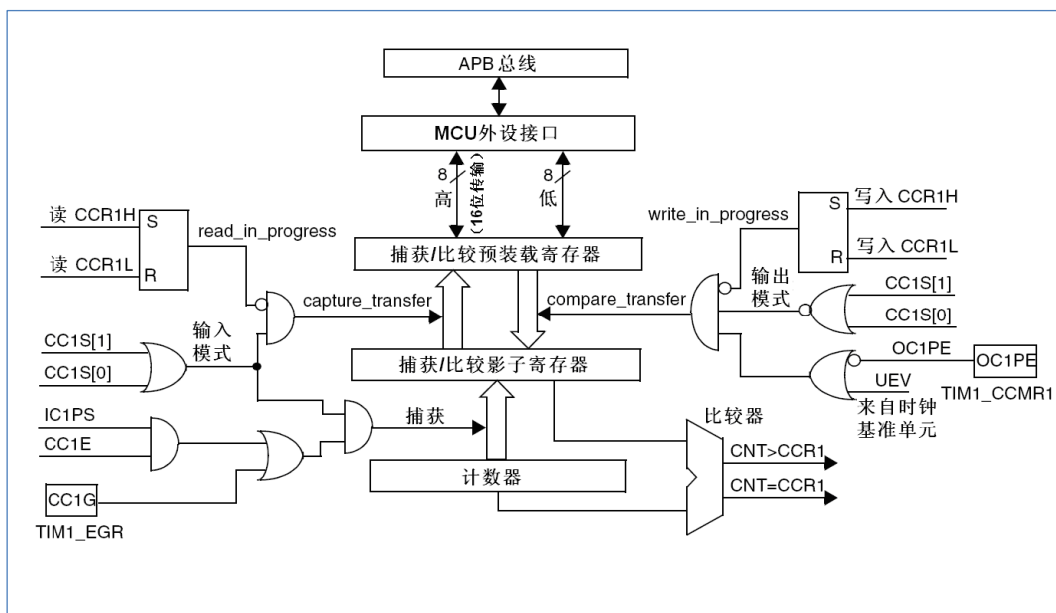 APB 总线
MCU外设接口
8
高
(16位传输)
8
低
读 CCR1H
S
read_in_progress
读 CCR1L
R
write_in_progress
S
写入 CCR1H
R
写入 CCR1L
捕获/比较预装载寄存器
capture_transfer
compare_transfer
输出
模式
CC1S[1]
CC1S[0]
输入
模式
CC1S[1]
CC1S[0]
捕获/比较影子寄存器
OC1PE
OC1PE
TIM1_CCMR1
UEV
来自时钟
基准单元
IC1PS
CC1E
捕获
比较器
CNT>CCR1
CNT=CCR1
计数器
CC1G
TIM1_EGR